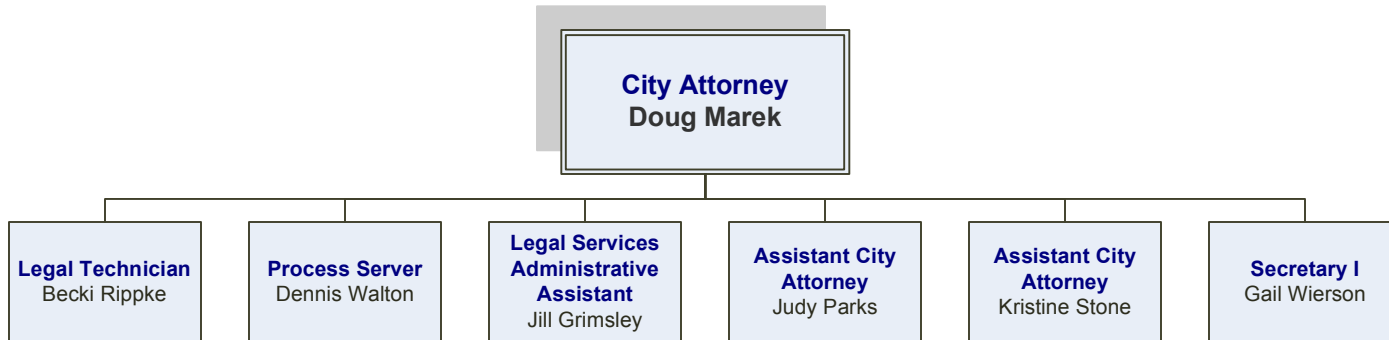 City Attorney
Doug Marek
Legal Technician
Becki Rippke
Process Server
Dennis Walton
Legal Services
Administrative
Assistant
Jill Grimsley
Assistant City
Attorney
Judy Parks
Assistant City
Attorney
Kristine Stone
Secretary I
Gail Wierson